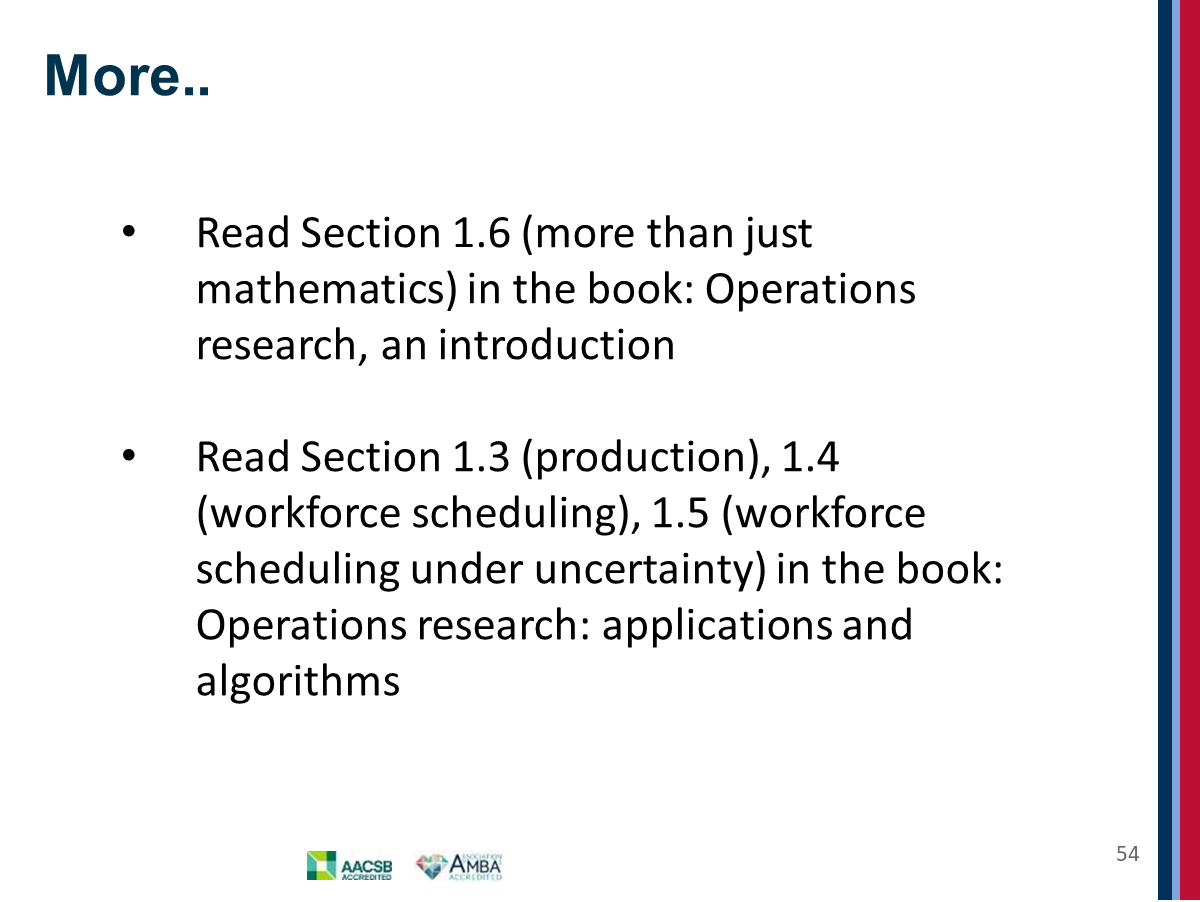 More..
• Read Section 1.6 (more than just
mathematics) in the book: Operations
research, an introduction
• Read Section 1.3 (production), 1.4
(workforce scheduling), 1.5 (workforce
scheduling under uncertainty) in the book:
Operations research: applications and
algorithms
AACSB
ACCREDITED
ASSOCIATION
AMBA
ACCREDITED
54